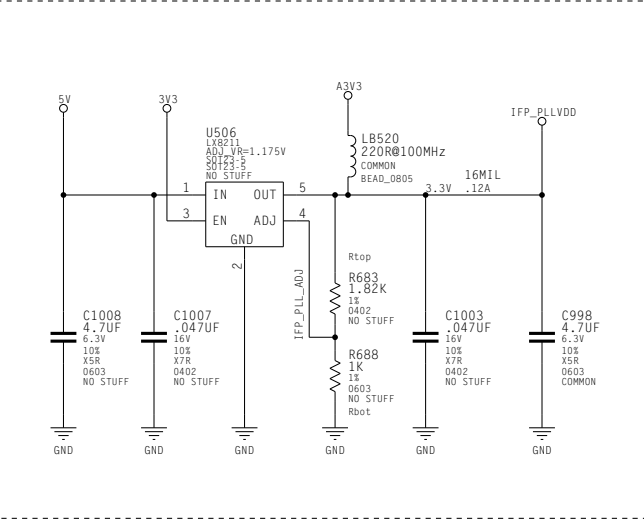 5V
3V3
A3V3
IFP_PLLVDD
U506
LX8211
ADJ_VR=1.175V
SOT23-5
SOT23-5
NO STUFF
LB520
220R@100MHz
COMMON
BEAD_0805
1
IN
OUT
5
3.3V
16MIL
.12A
3
EN
ADJ
4
GND
2
IFP_PLL_ADJ
Rtop
R683
1.82K
1%
0402
NO STUFF
C1008
4.7UF
6.3V
10%
X5R
0603
NO STUFF
C1007
.047UF
16V
10%
X7R
0402
NO STUFF
R688
1K
1%
0603
NO STUFF
Rbot
C1003
.047UF
16V
10%
X7R
0402
NO STUFF
C998
4.7UF
6.3V
10%
X5R
0603
COMMON
GND
GND
GND
GND
GND
GND